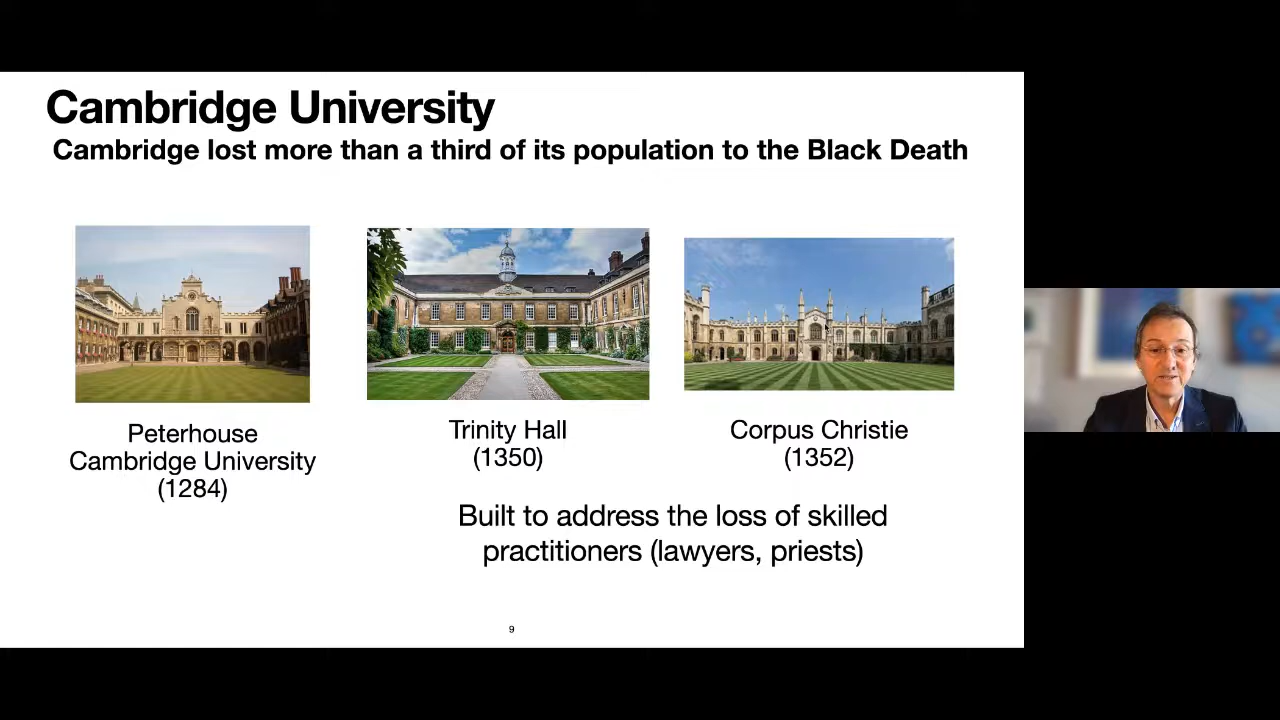 Cambridge University
Cambridge lost more than a third of its population to the Black Death
Peterhouse
Cambridge University
(1284)
Trinity Hall
(1350)
Corpus Christie
(1352)
Built to address the loss of skilled
practitioners (lawyers, priests)
9